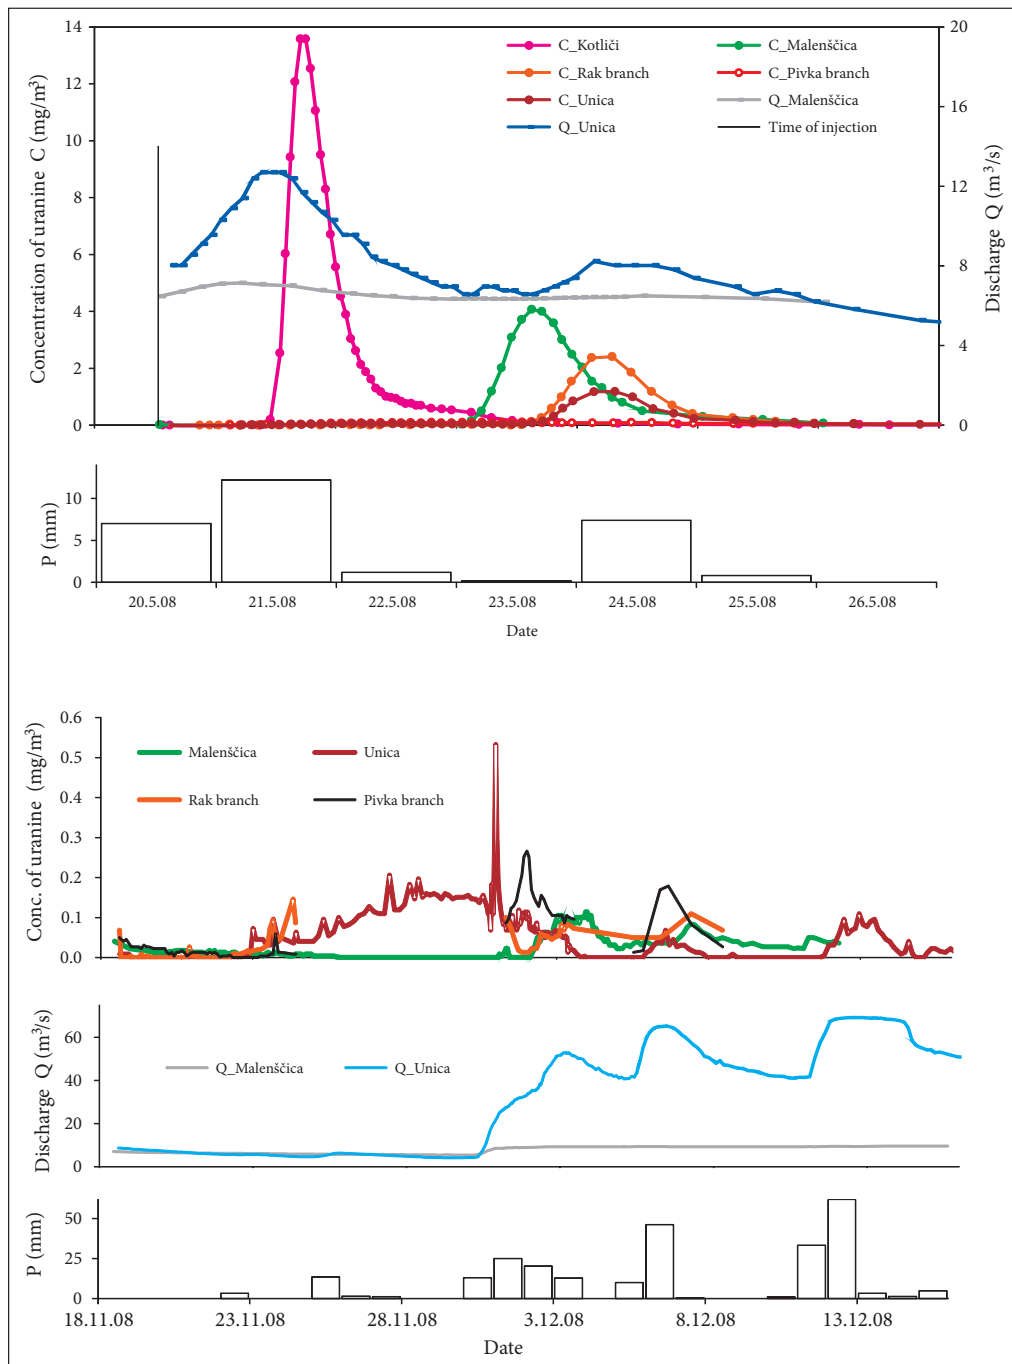 14
12
10
8
6
4
2
0
Concentration of uranine C (mg/m³)
20
16
12
8
4
0
Discharge Q (m³/s)
C_Kotliči
C_Malenščica
C_Rak branch
C_Pivka branch
C_Unica
Q_Malenščica
Q_Unica
Time of injection
10
5
0
P (mm)
20.5.08
21.5.08
22.5.08
23.5.08
24.5.08
25.5.08
26.5.08
Date
0.6
0.5
0.4
0.3
0.2
0.1
0.0
Conc. of uranine (mg/m³)
Malenščica
Unica
Rak branch
Pivka branch
60
40
20
0
Discharge Q (m³/s)
Q_Malenščica
Q_Unica
50
25
0
P (mm)
18.11.08
23.11.08
28.11.08
3.12.08
8.12.08
13.12.08
Date